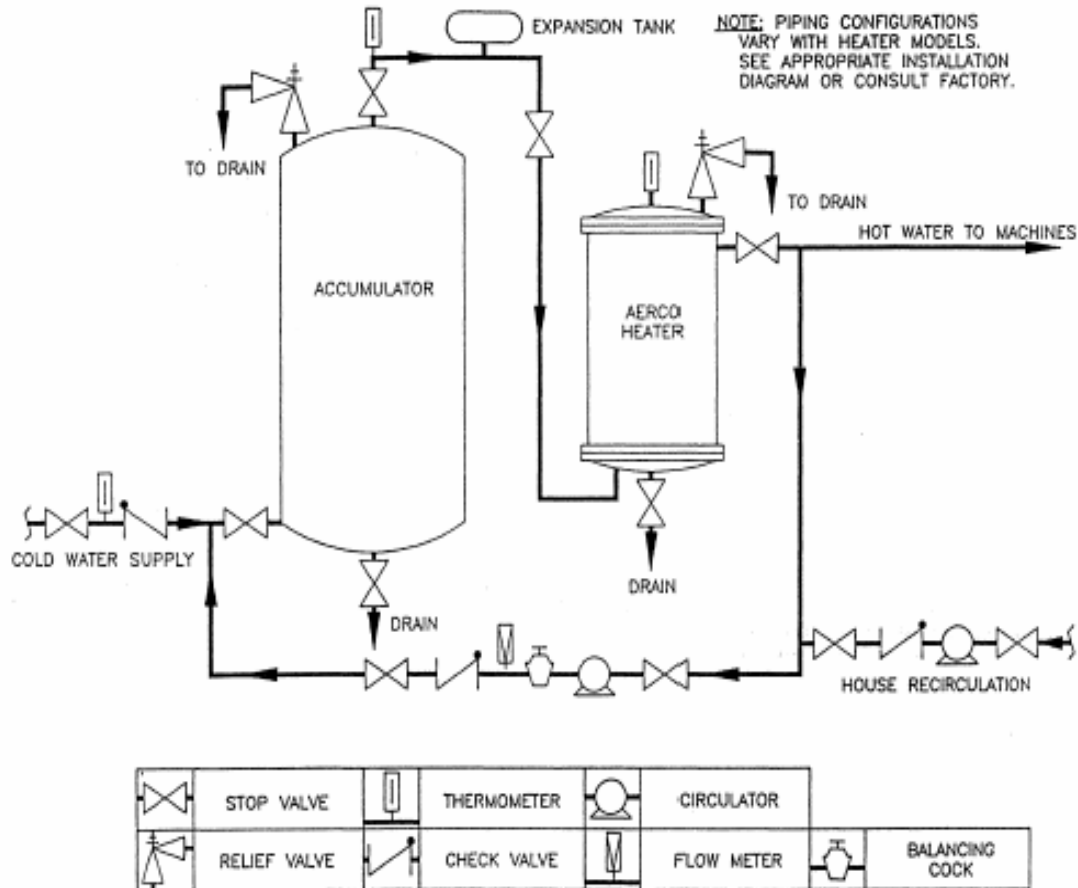 EXPANSION TANK
NOTE: PIPING CONFIGURATIONS
VARY WITH HEATER MODELS.
SEE APPROPRIATE INSTALLATION
DIAGRAM OR CONSULT FACTORY.
TO DRAIN
TO DRAIN
HOT WATER TO MACHINES
ACCUMULATOR
AERCO
HEATER
COLD WATER SUPPLY
DRAIN
DRAIN
HOUSE RECIRCULATION
STOP VALVE
THERMOMETER
CIRCULATOR
RELIEF VALVE
CHECK VALVE
FLOW METER
BALANCING
COCK